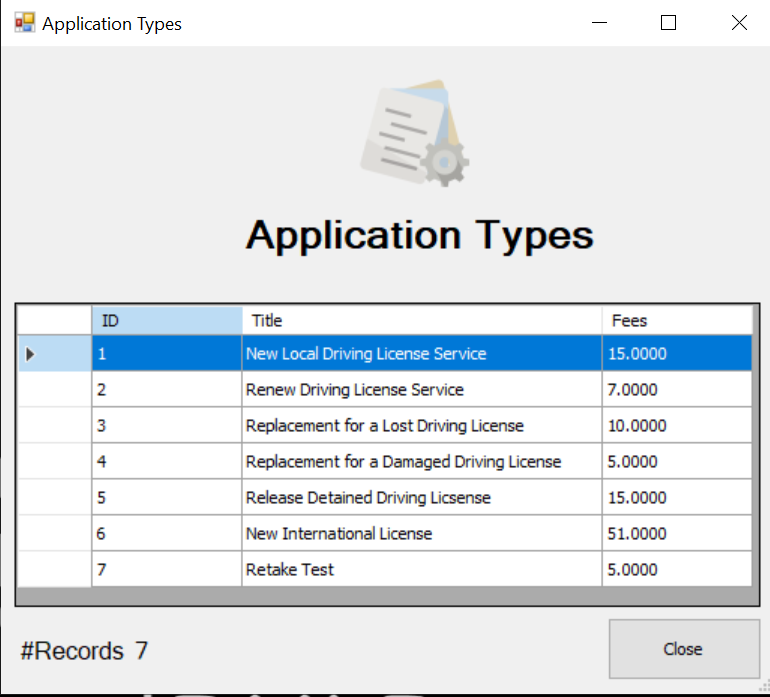 Application Types
Application Types
ID Title Fees
1 New Local Driving License Service 15.0000
2 Renew Driving License Service 7.0000
3 Replacement for a Lost Driving License 10.0000
4 Replacement for a Damaged Driving License 5.0000
5 Release Detained Driving Licsense 15.0000
6 New International License 51.0000
7 Retake Test 5.0000
#Records 7
Close